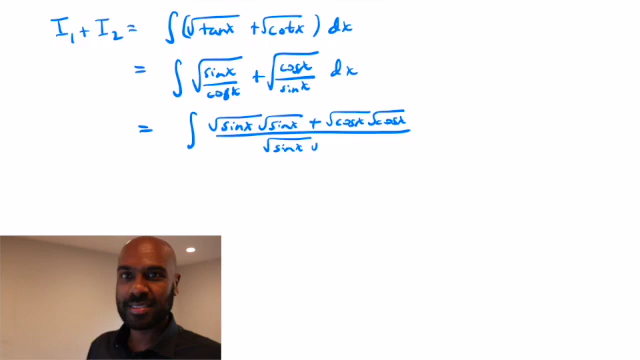 I₁ + I₂ = ∫(√tanx + √cotx) dx
= ∫ √(sinx/cosx) + √(cosx/sinx) dx
= ∫ (√sinx √sinx + √cosx √cosx)/(√sinx √